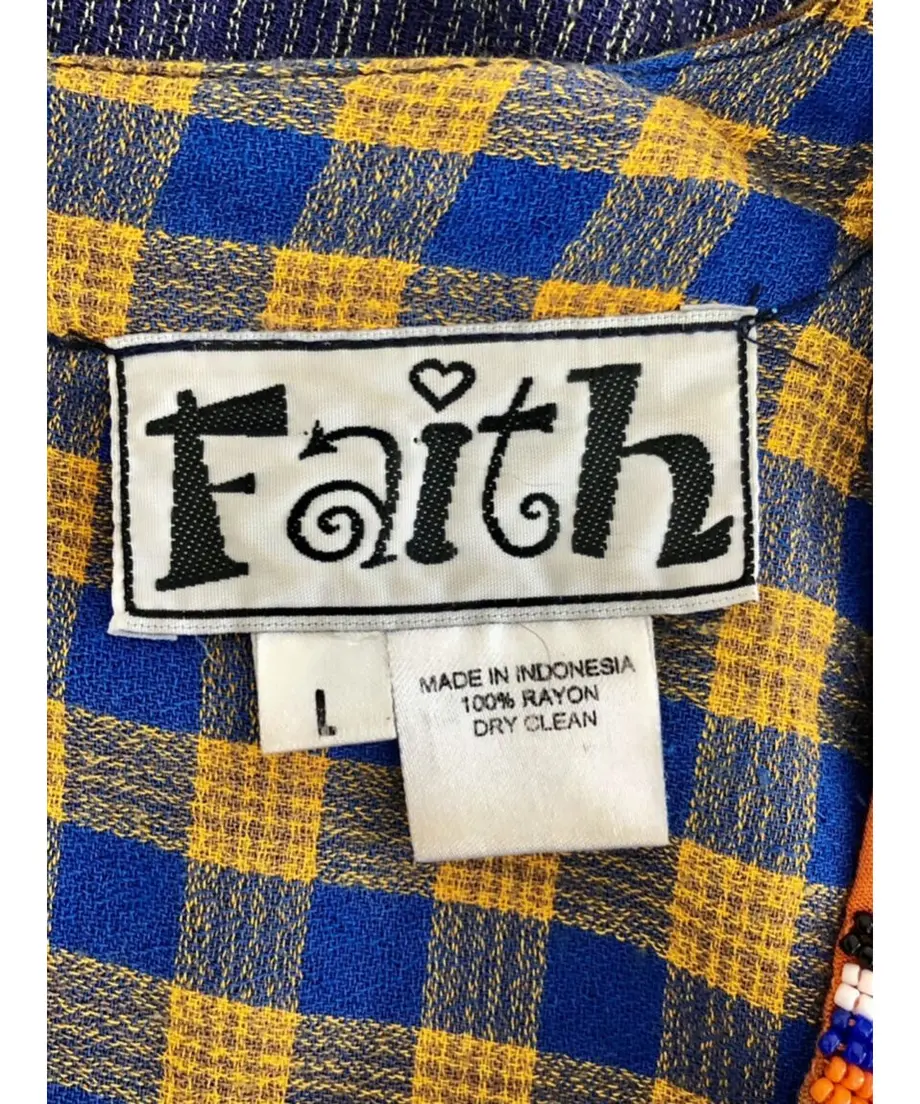 Faith
L
MADE IN INDONESIA
100% RAYON
DRY CLEAN